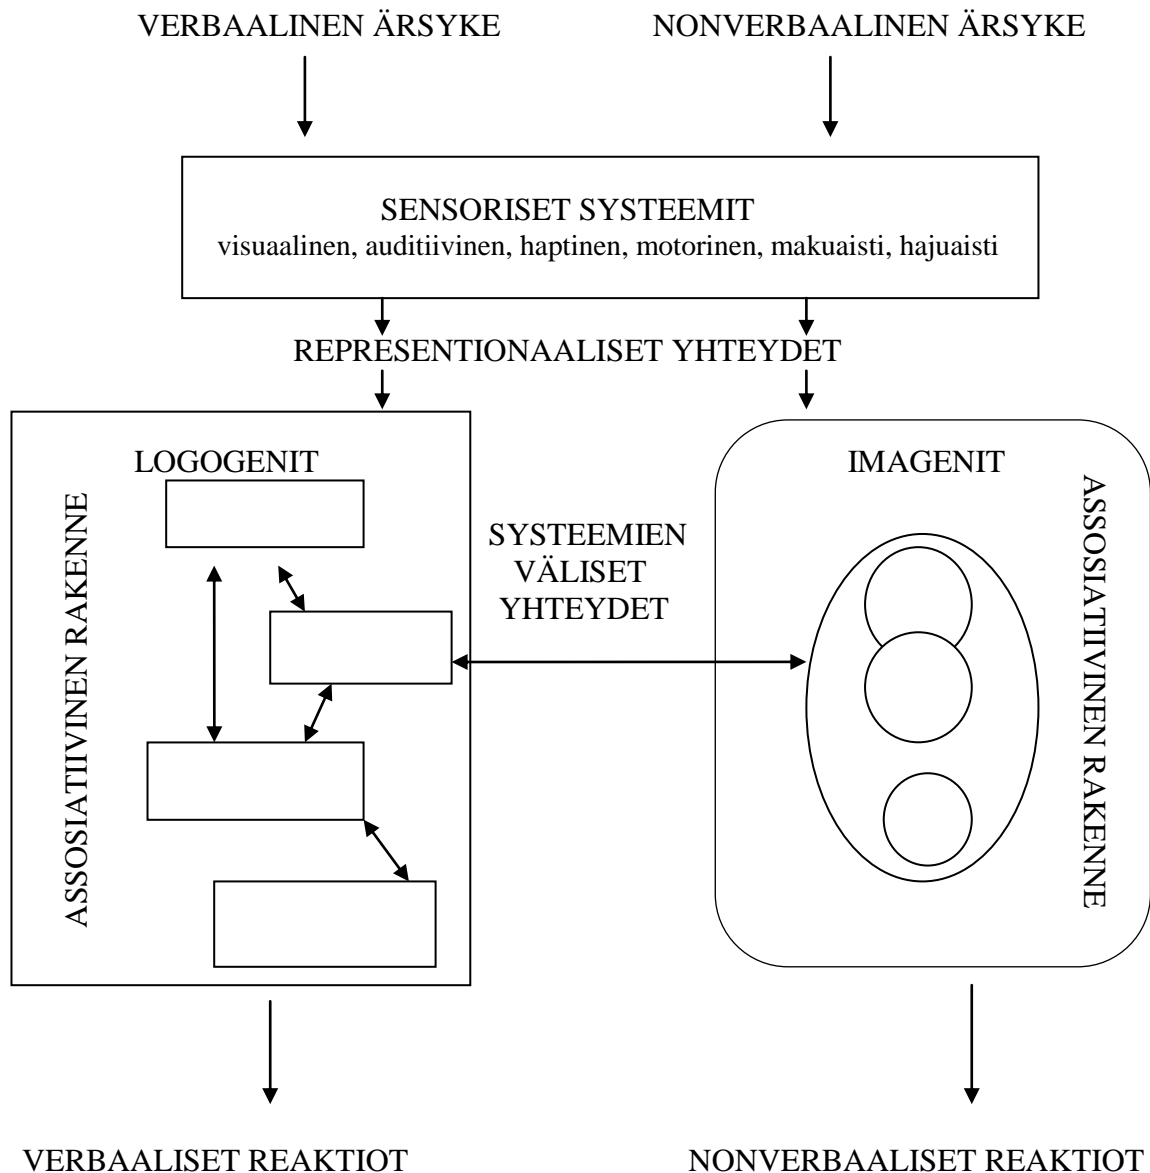 VERBAALINEN ÄRSYKE
NONVERBAALINEN ÄRSYKE
SENSORISET SYSTEEMIT
visuaalinen, auditiivinen, haptinen, motorinen, makuaisti, hajuaisti
REPRESENTIONAALISET YHTEYDET
LOGOGENIT
ASSOSIATIIVINEN RAKENNE
SYSTEEMIEN
VÄLISET
YHTEYDET
IMAGENIT
ASSOSIATIIVINEN RAKENNE
VERBAALISET REAKTIOT
NONVERBAALISET REAKTIOT